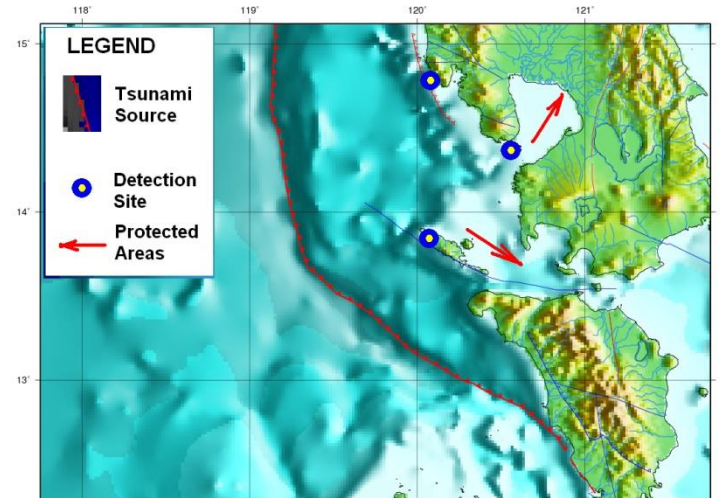 118˚
119˚
120˚
121˚
15˚
14˚
13˚
LEGEND
Tsunami
Source
Detection
Site
Protected
Areas